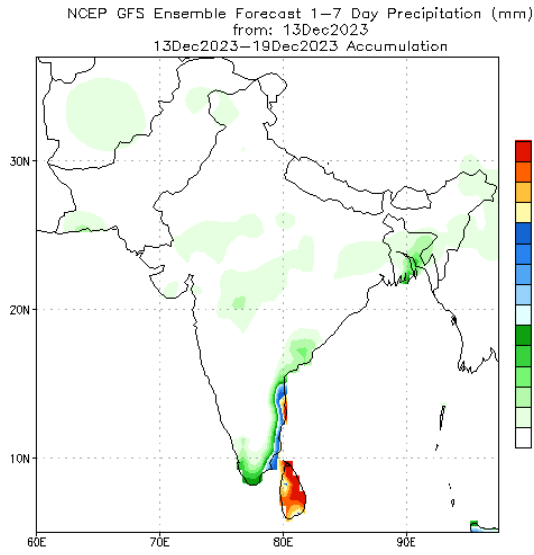 NCEP GFS Ensemble Forecast 1-7 Day Precipitation (mm)
from: 13Dec2023
13Dec2023-19Dec2023 Accumulation
30N
20N
10N
60E
70E
80E
90E